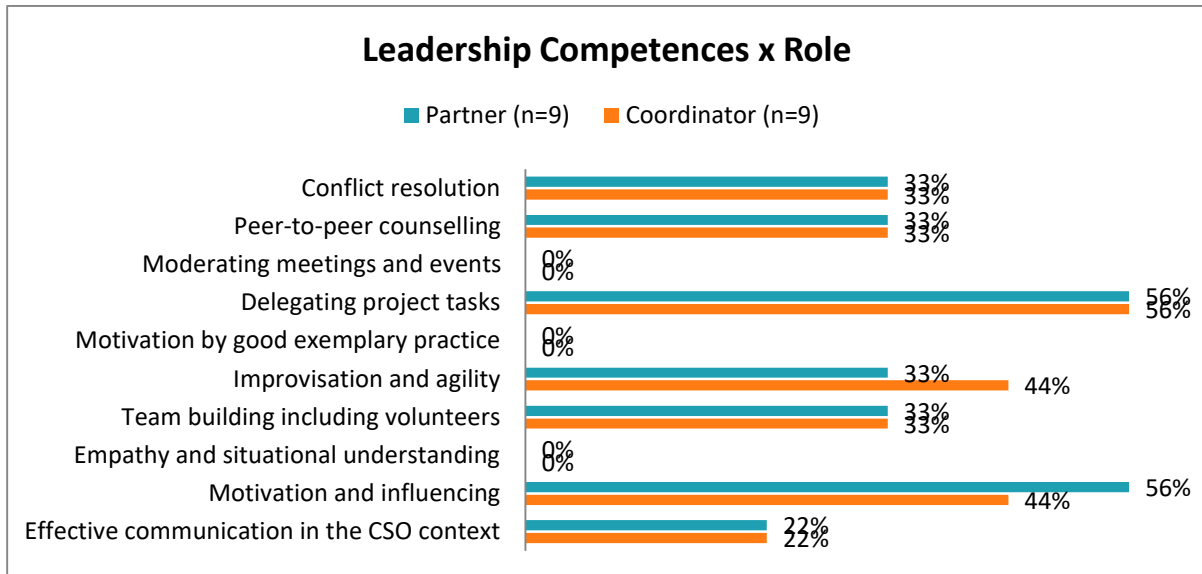 Leadership Competences x Role
Partner (n=9) Coordinator (n=9)
Conflict resolution 33%
33%
Peer-to-peer counselling 33%
33%
Moderating meetings and events 0%
0%
Delegating project tasks 56%
56%
Motivation by good exemplary practice 0%
0%
Improvisation and agility 33%
44%
Team building including volunteers 33%
33%
Empathy and situational understanding 0%
0%
Motivation and influencing 56%
44%
Effective communication in the CSO context 22%
22%